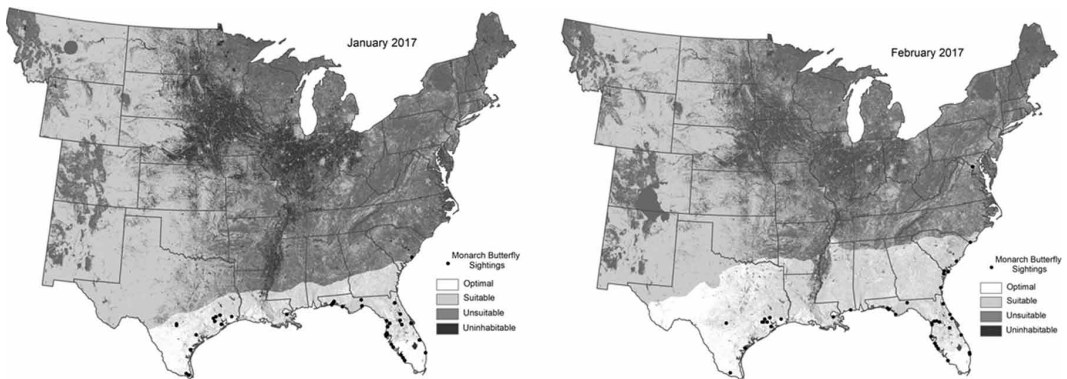 January 2017
Monarch Butterfly
Sightings
Optimal
Suitable
Unsuitable
Uninhabitable
February 2017
Monarch Butterfly
Sightings
Optimal
Suitable
Unsuitable
Uninhabitable